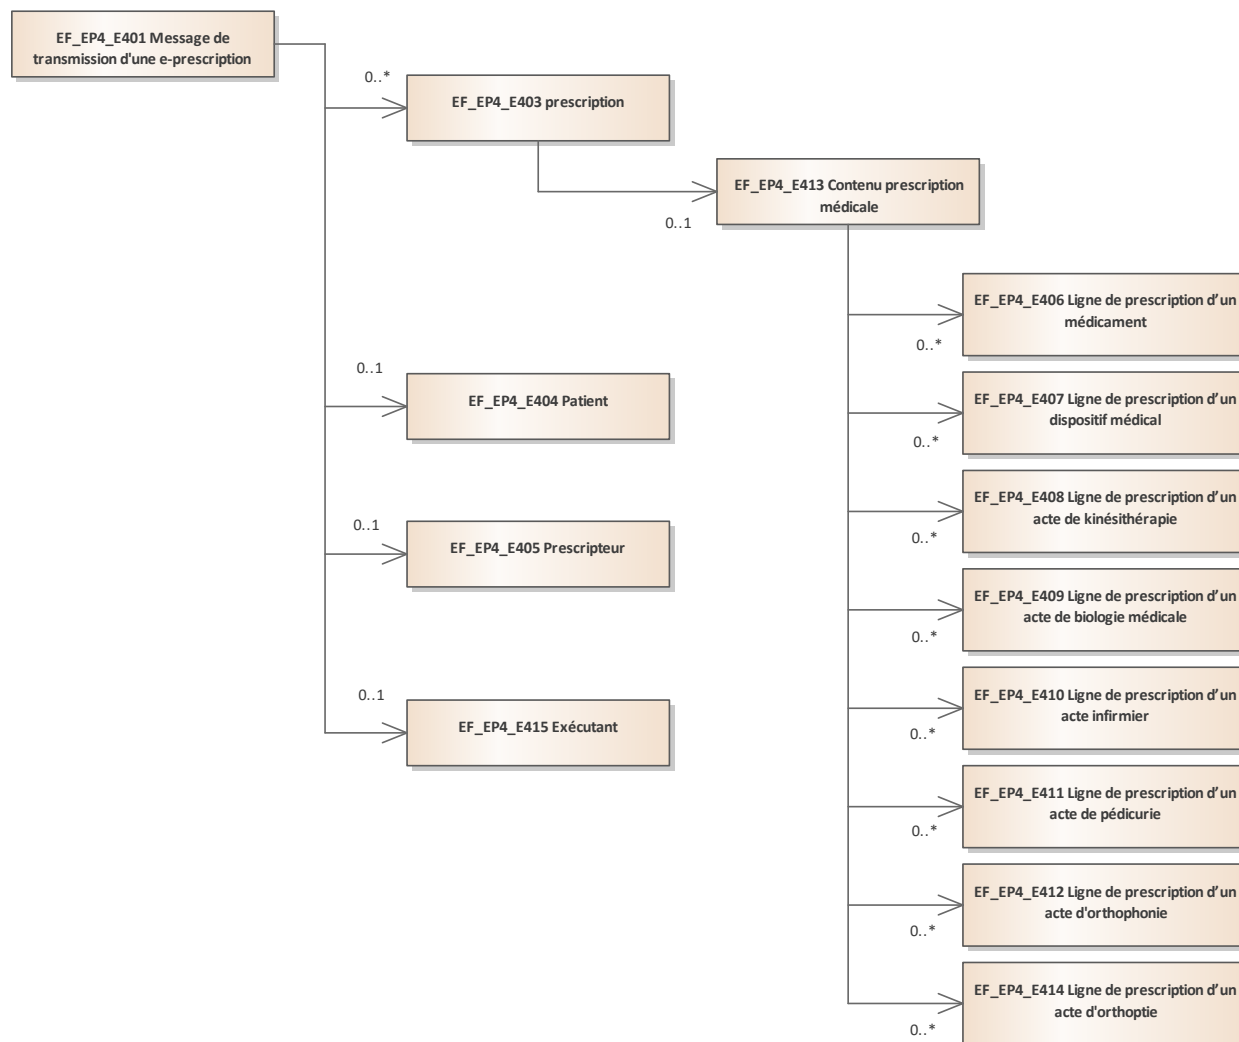 EF_EP4_E401 Message de
transmission d'une e-prescription
0..*
EF_EP4_E403 prescription
EF_EP4_E413 Contenu prescription
médicale
0..1
EF_EP4_E406 Ligne de prescription d’un
médicament
0..*
0..1
EF_EP4_E404 Patient
EF_EP4_E407 Ligne de prescription d’un
dispositif médical
0..*
EF_EP4_E408 Ligne de prescription d’un
acte de kinésithérapie
0..*
0..1
EF_EP4_E405 Prescripteur
EF_EP4_E409 Ligne de prescription d’un
acte de biologie médicale
0..*
0..1
EF_EP4_E415 Exécutant
EF_EP4_E410 Ligne de prescription d’un
acte infirmier
0..*
EF_EP4_E411 Ligne de prescription d’un
acte de pédicurie
0..*
EF_EP4_E412 Ligne de prescription d’un
acte d'orthophonie
0..*
EF_EP4_E414 Ligne de prescription d’un
acte d'orthoptie
0..*